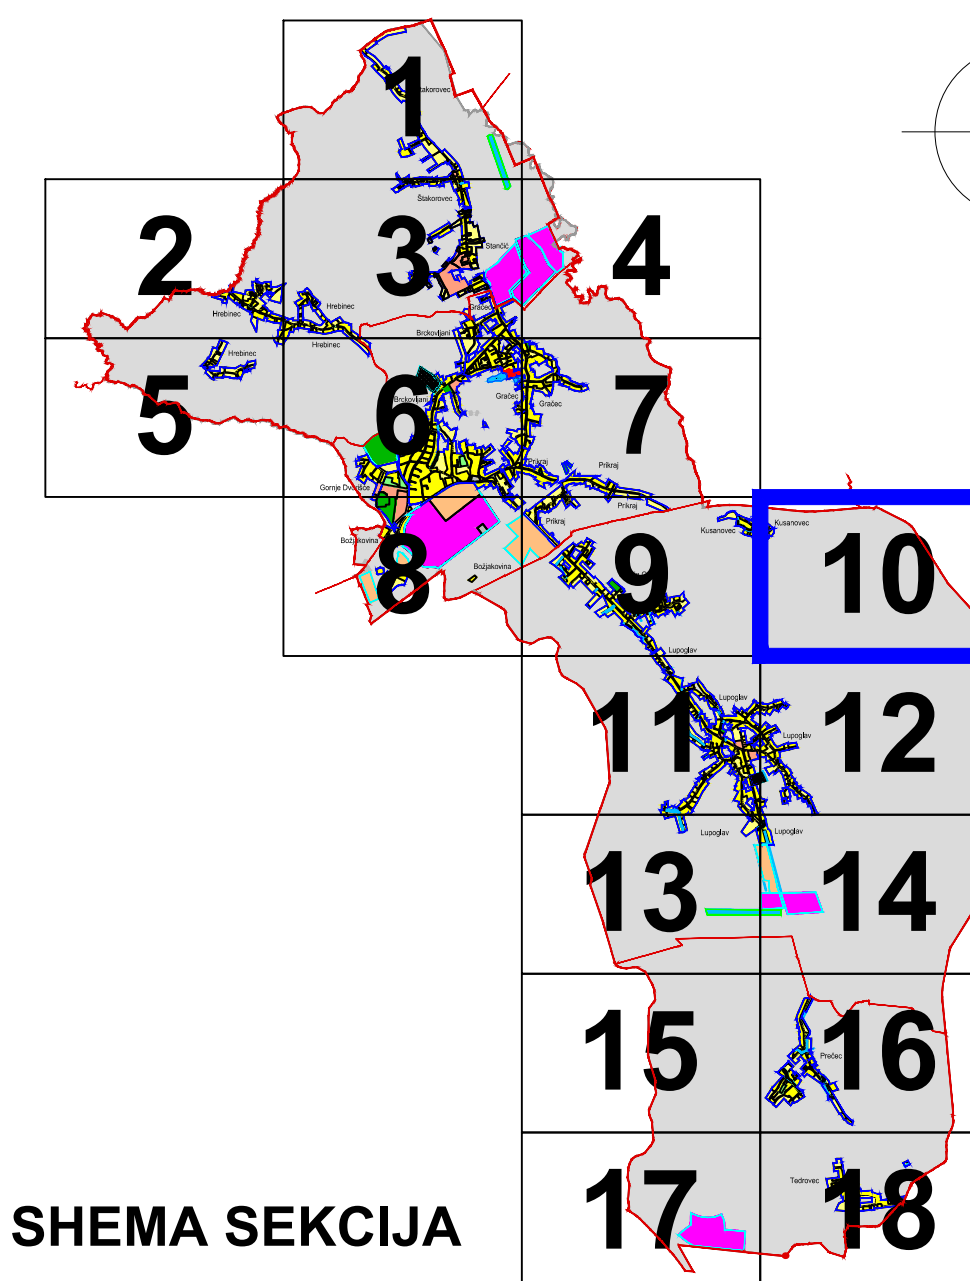 1
Štakorovec
2
3
4
Štakorovec
Stančić
Hrebinec
Hrebinec
Hrebinec
Gračec
Brckovljani
5
6
7
Hrebinec
Brckovljani
Gračec
Gračec
Prikraj
Prikraj
Prikraj
Gornje Dvorišće
Prikraj
Božjakovina
Božjakovina
8
9
10
Kusanovec
Kusanovec
Lupoglav
11
12
Lupoglav
Lupoglav
Lupoglav
Lupoglav
13
14
15
16
Prečec
17
18
Tedrovec
SHEMA SEKCIJA